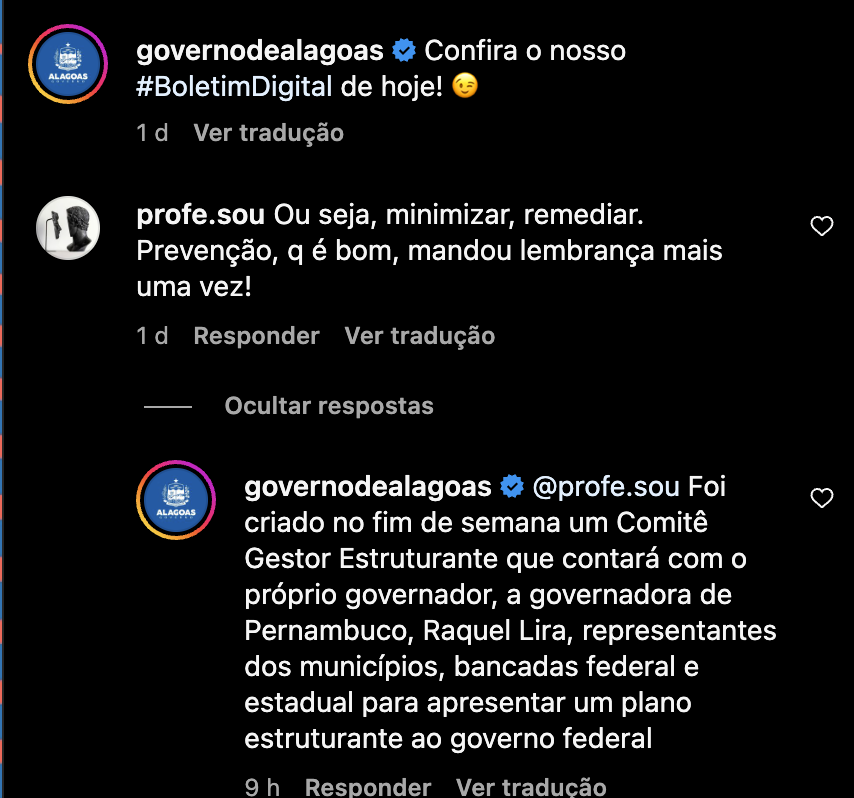 ALAGOAS
governodealagoas Confira o nosso
#BoletimDigital de hoje! 😉
1 d Ver tradução
profe.sou Ou seja, minimizar, remediar.
Prevenção, q é bom, mandou lembrança mais
uma vez!
1 d Responder Ver tradução
Ocultar respostas
ALAGOAS
governodealagoas @profe.sou Foi
criado no fim de semana um Comitê
Gestor Estruturante que contará com o
próprio governador, a governadora de
Pernambuco, Raquel Lira, representantes
dos municípios, bancadas federal e
estadual para apresentar um plano
estruturante ao governo federal
9 h Responder Ver tradução